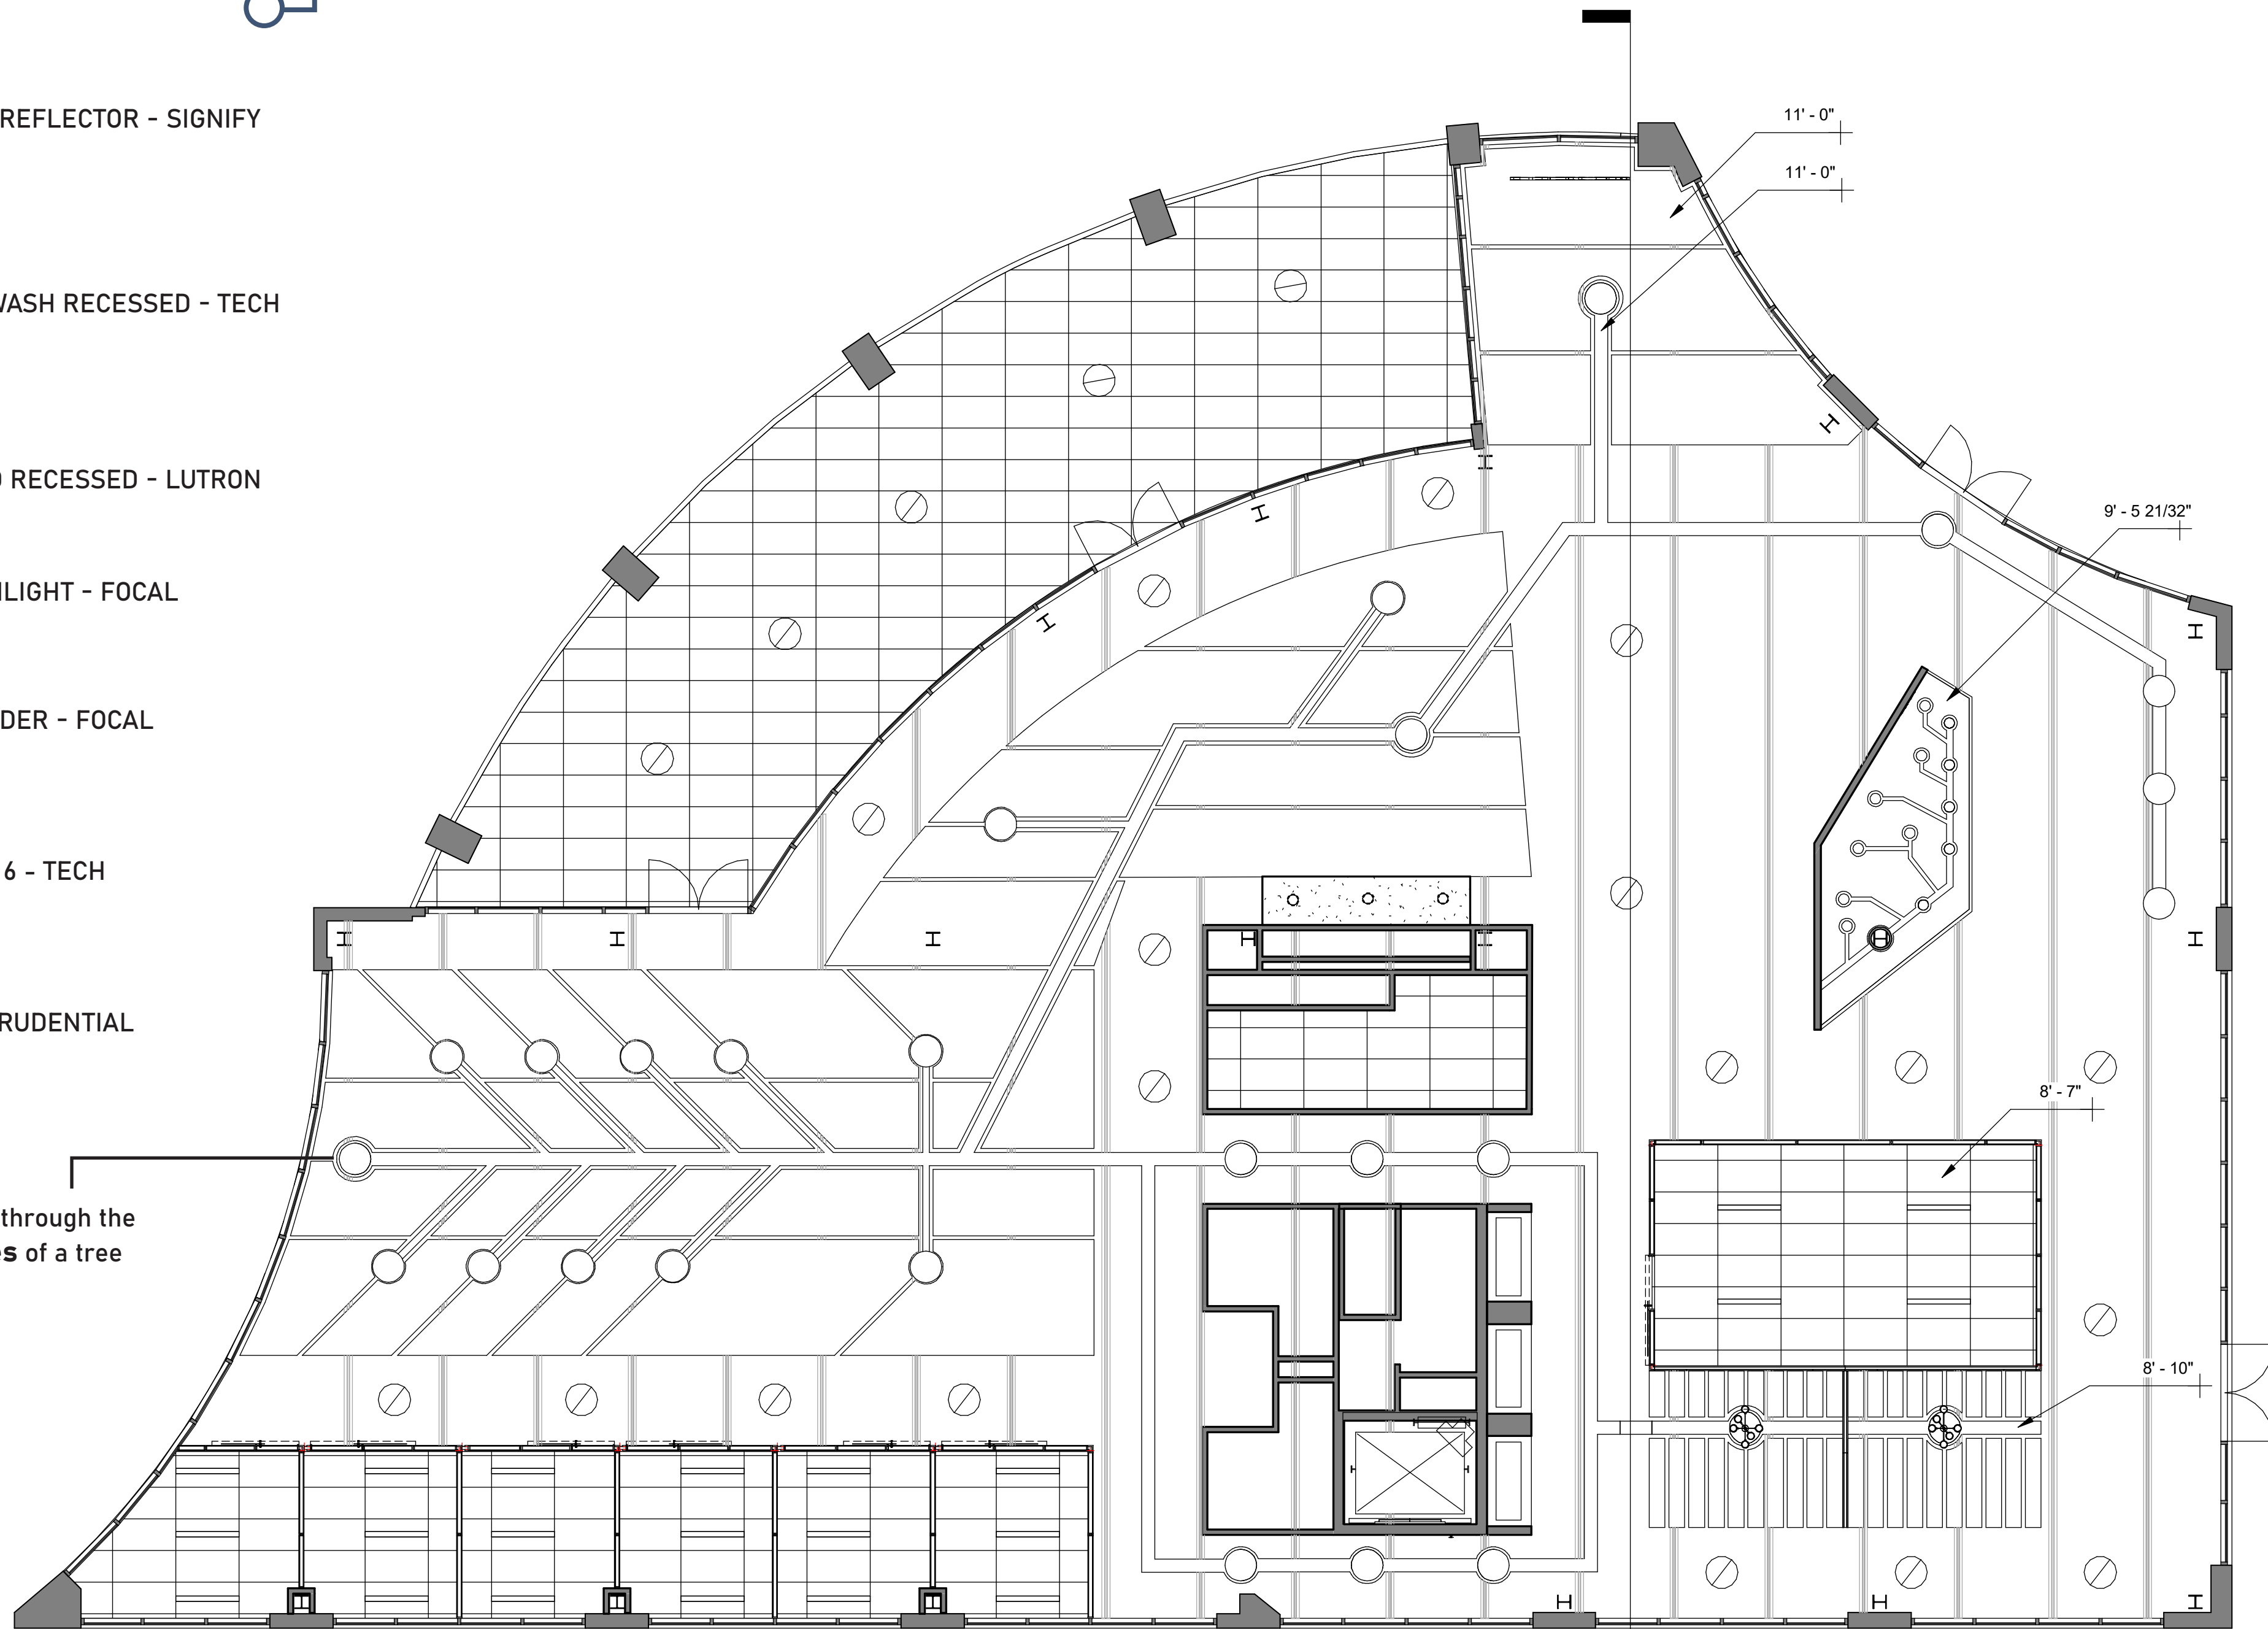 REFLECTOR - SIGNIFY
WASH RECESSED - TECH
RECESSED - LUTRON
LIGHT - FOCAL
DER - FOCAL
6 - TECH
RUDENTIAL
through the
es of a tree
11' - 0"
11' - 0"
9' - 5 21/32"
8' - 7"
8' - 10"